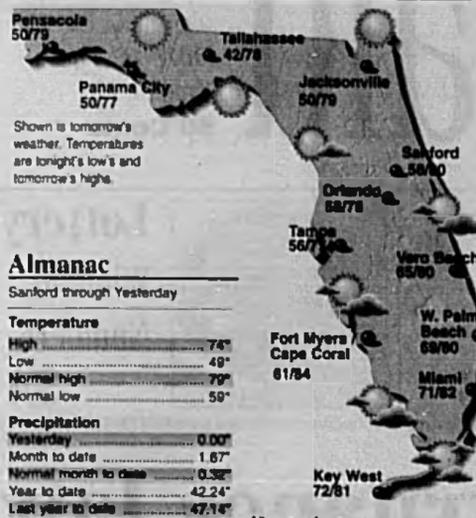 Pensacola
50/79
Tallahassee
42/78
Panama City
50/77
Jacksonville
50/79
Shown is tomorrow's
weather. Temperatures
are tonight's low's and
tomorrow's highs.
Sanford
Orlando
Tampa
Vero Beach
65/80
Almanac
Sanford through Yesterday
Temperature
High 74°
Low 49°
Normal high 79°
Normal low 59°
Fort Myers
Cape Coral
61/84
W. Palm
Beach
69/80
Miami
71/82
Precipitation
Yesterday 0.00"
Month to date 1.67"
Normal month to date 0.32"
Year to date 42.24"
Last year to date 47.14"
Key West
72/81